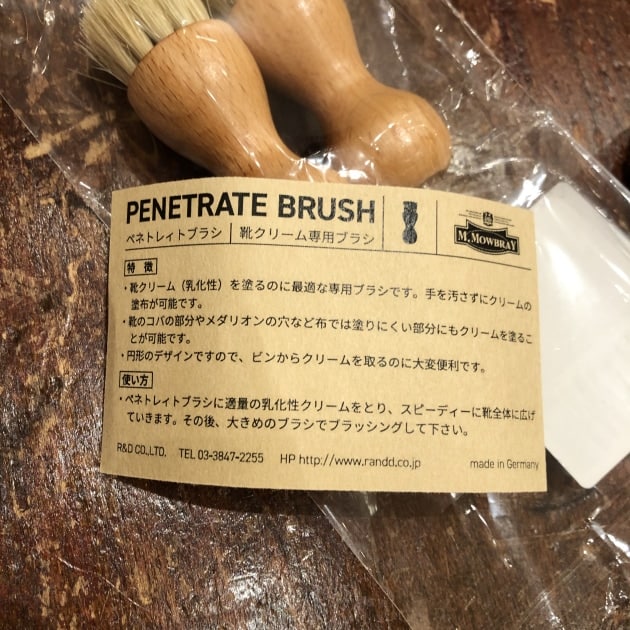 PENETRATE BRUSH
ペネトレィトブラシ 靴クリーム専用ブラシ
M.MOWBRAY
特 徴
・靴クリーム（乳化性）を塗るのに最適な専用ブラシです。手を汚さずにクリームの
塗布が可能です。
・靴のコバの部分やメダリオンの穴など布では塗りにくい部分にもクリームを塗るこ
とが可能です。
・円形のデザインですので、ビンからクリームを取るのに大変便利です。
使い方
・ペネトレィトブラシに適量の乳化性クリームをとり、スピーディーに靴全体に広げ
ていきます。その後、大きめのブラシでブラッシングして下さい。
R&D CO.,LTD. TEL 03-3847-2255 HP http://www.randd.co.jp made in Germany